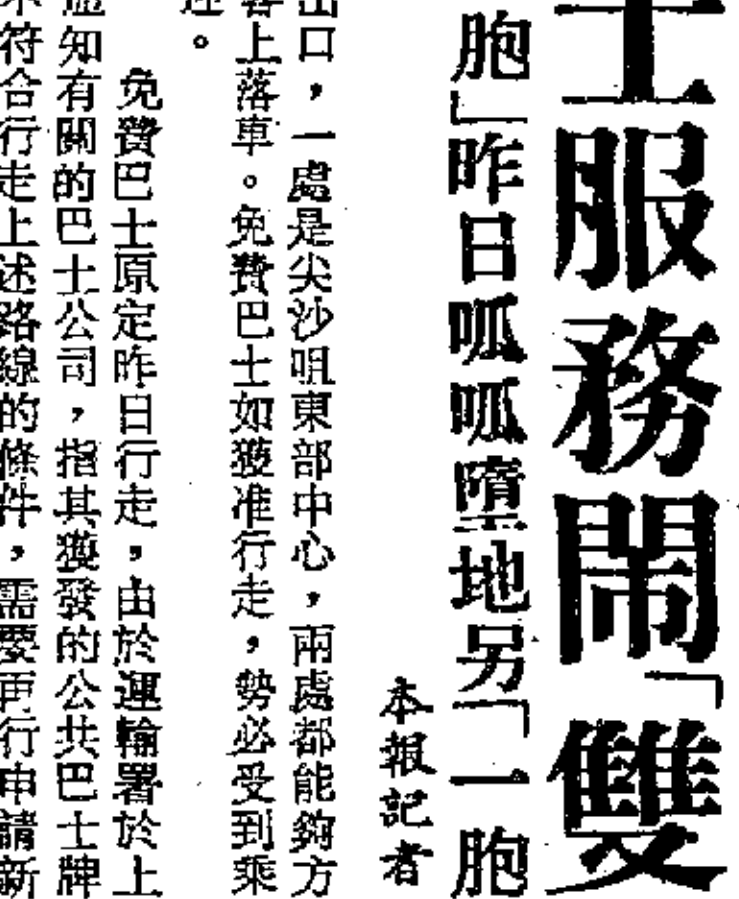 士服務鬧「雙
胞」昨日呱呱墮地另「一胞
本報記者
出口，一處是尖沙咀東部中心，兩處都能夠方
上落車。免費巴士如獲准行走，勢必受到乘
。
免費巴士原定昨日行走，由於運輸署於上
知有關的巴士公司，指其獲發的公共巴士牌
符合行走上述路線的條件，需要再行申請新